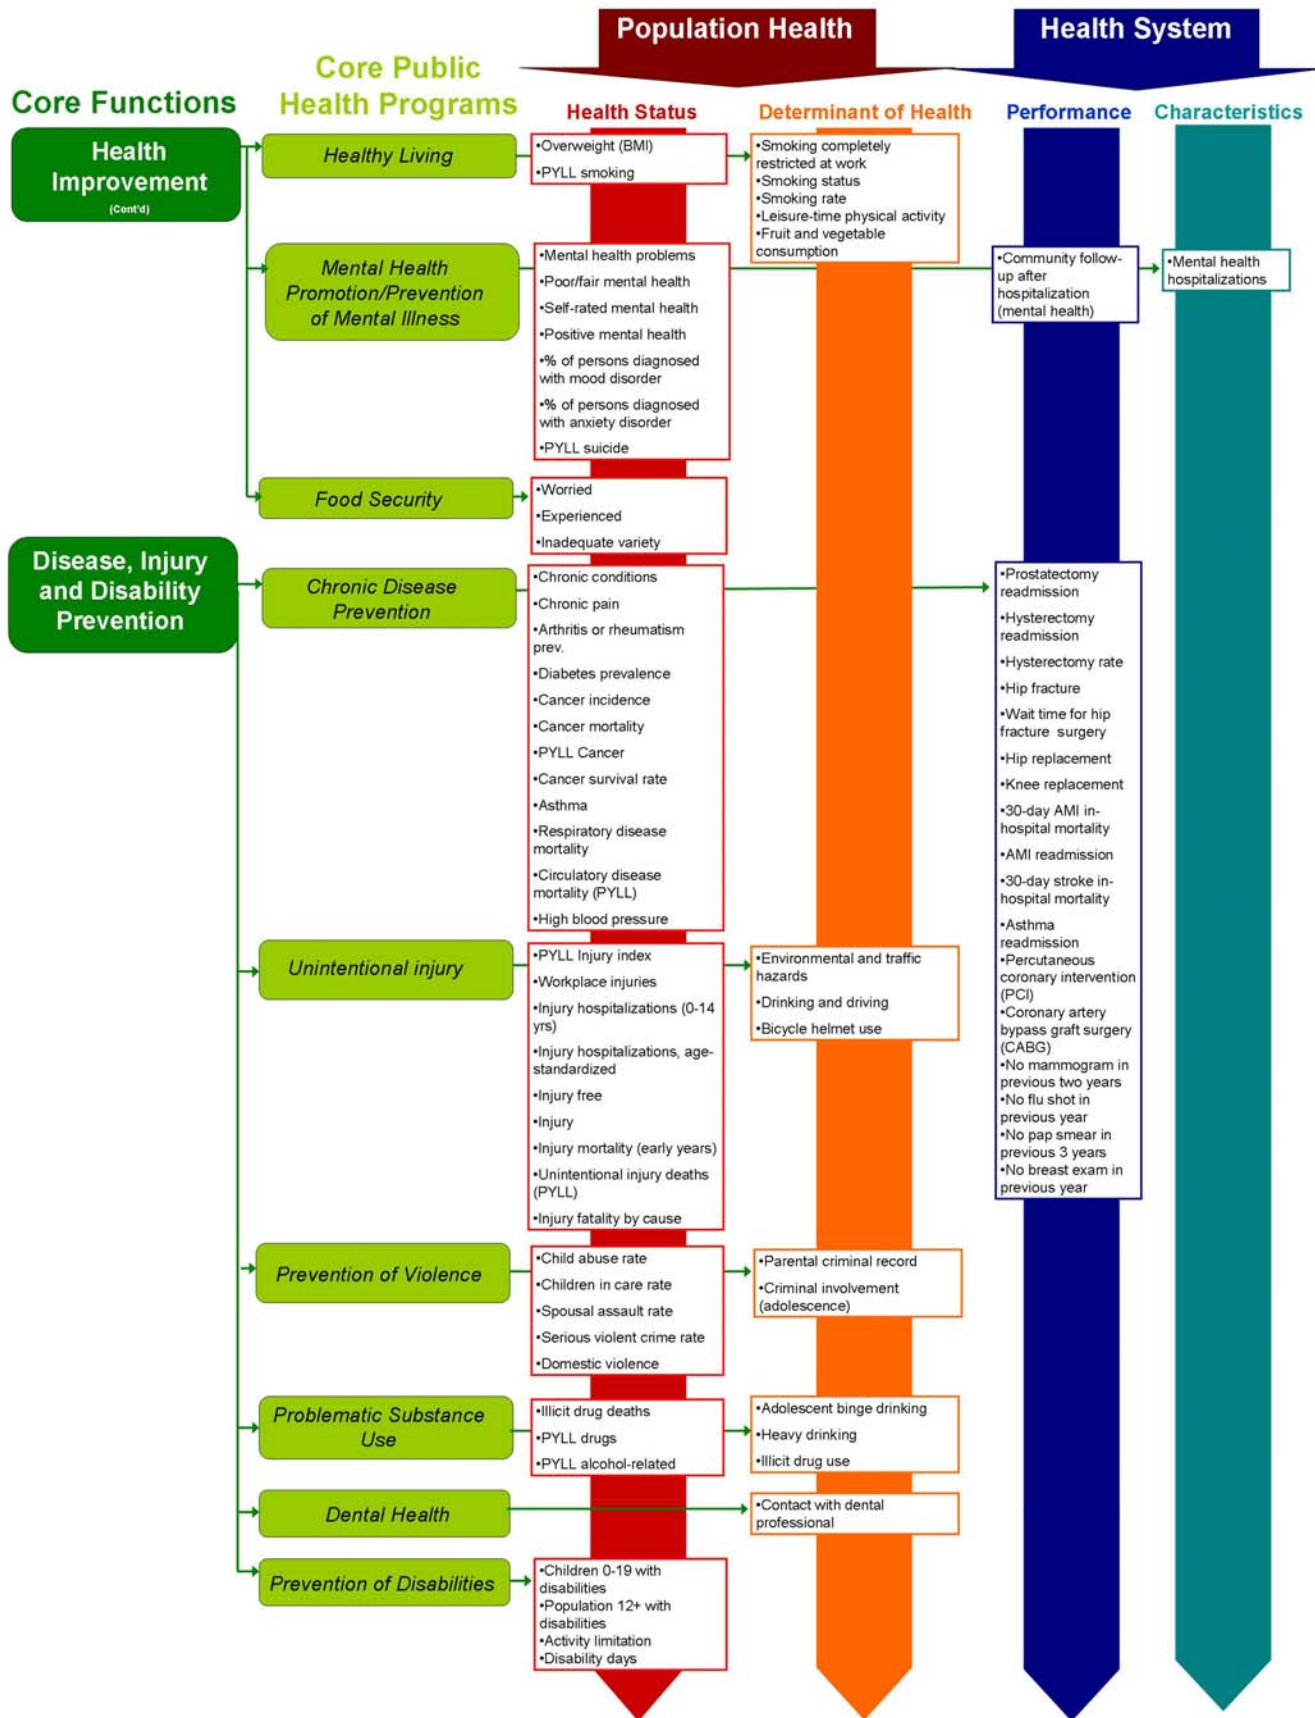 Population Health
Health System
Core Functions
Core Public
Health Programs
Health Status
Determinant of Health
Performance
Characteristics
Health
Improvement
(Cont'd)
Healthy Living
•Overweight (BMI)
•PYLL smoking
•Smoking completely
restricted at work
•Smoking status
•Smoking rate
•Leisure-time physical activity
•Fruit and vegetable
consumption
Mental Health
Promotion/Prevention
of Mental Illness
•Mental health problems
•Poor/fair mental health
•Self-rated mental health
•Positive mental health
•% of persons diagnosed
with mood disorder
•% of persons diagnosed
with anxiety disorder
•PYLL suicide
•Community follow-
up after
hospitalization
(mental health)
•Mental health
hospitalizations
Food Security
•Worried
•Experienced
•Inadequate variety
Disease, Injury
and Disability
Prevention
Chronic Disease
Prevention
•Chronic conditions
•Chronic pain
•Arthritis or rheumatism
prev.
•Diabetes prevalence
•Cancer incidence
•Cancer mortality
•PYLL Cancer
•Cancer survival rate
•Asthma
•Respiratory disease
mortality
•Circulatory disease
mortality (PYLL)
•High blood pressure
•Prostatectomy
readmission
•Hysterectomy
readmission
•Hysterectomy rate
•Hip fracture
•Wait time for hip
fracture surgery
•Hip replacement
•Knee replacement
•30-day AMI in-
hospital mortality
•AMI readmission
•30-day stroke in-
hospital mortality
•Asthma
readmission
•Percutaneous
coronary intervention
(PCI)
•Coronary artery
bypass graft surgery
(CABG)
•No mammogram in
previous two years
•No flu shot in
previous year
•No pap smear in
previous 3 years
•No breast exam in
previous year
Unintentional injury
•PYLL Injury index
•Workplace injuries
•Injury hospitalizations (0-14
yrs)
•Injury hospitalizations, age-
standardized
•Injury free
•Injury
•Injury mortality (early years)
•Unintentional injury deaths
(PYLL)
•Injury fatality by cause
•Environmental and traffic
hazards
•Drinking and driving
•Bicycle helmet use
Prevention of Violence
•Child abuse rate
•Children in care rate
•Spousal assault rate
•Serious violent crime rate
•Domestic violence
•Parental criminal record
•Criminal involvement
(adolescence)
Problematic Substance
Use
•Illicit drug deaths
•PYLL drugs
•PYLL alcohol-related
•Adolescent binge drinking
•Heavy drinking
•Illicit drug use
Dental Health
•Contact with dental
professional
Prevention of Disabilities
•Children 0-19 with
disabilities
•Population 12+ with
disabilities
•Activity limitation
•Disability days